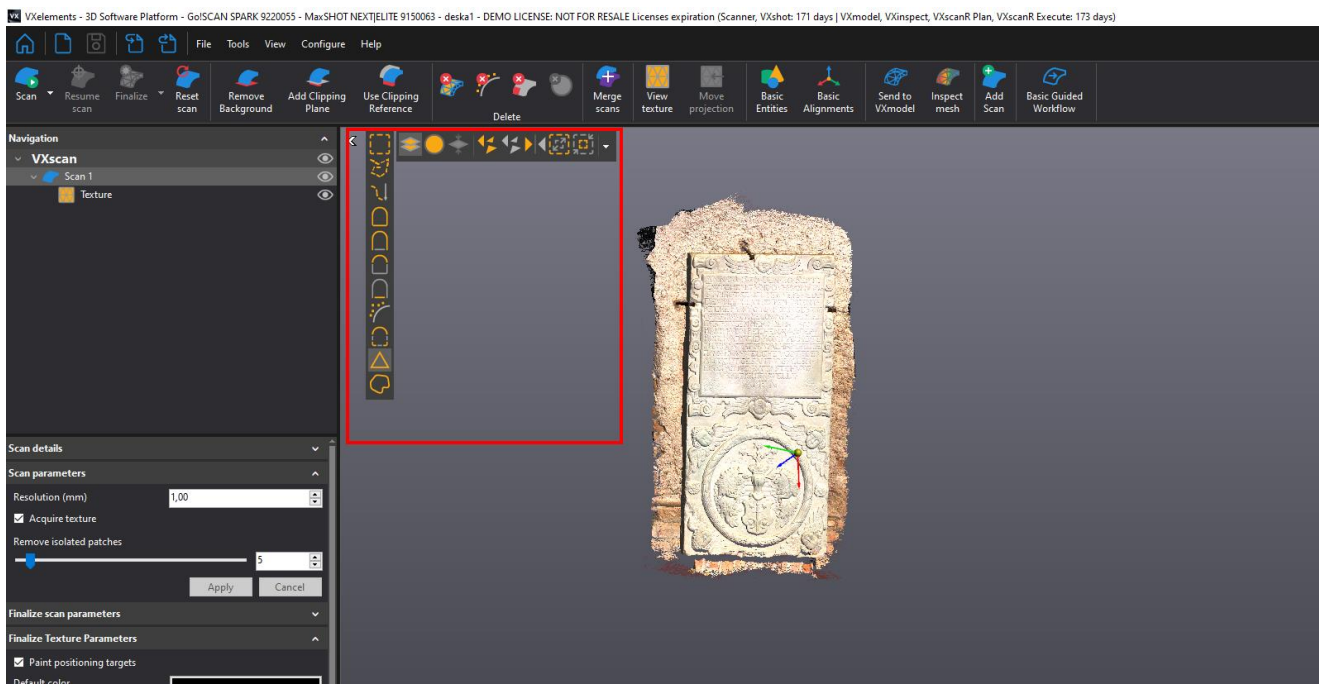 VX VXelements - 3D Software Platform - Go!SCAN SPARK 9220055 - MaxSHOT NEXT|ELITE 9150063 - deska1 - DEMO LICENSE: NOT FOR RESALE Licenses expiration (Scanner, VXshot: 171 days | VXmodel, VXinspect, VXscanR Plan, VXscanR Execute: 173 days)
File Tools View Configure Help
Scan
Resume scan
Finalize
Reset scan
Remove Background
Add Clipping Plane
Use Clipping Reference
Delete
Merge scans
View texture
Move projection
Basic Entities
Basic Alignments
Send to VXmodel
Inspect mesh
Add Scan
Basic Guided Workflow
Navigation
VXscan
Scan 1
Texture
Scan details
Scan parameters
Resolution (mm) 1,00
Acquire texture
Remove isolated patches
5
Apply Cancel
Finalize scan parameters
Finalize Texture Parameters
Paint positioning targets
Default color